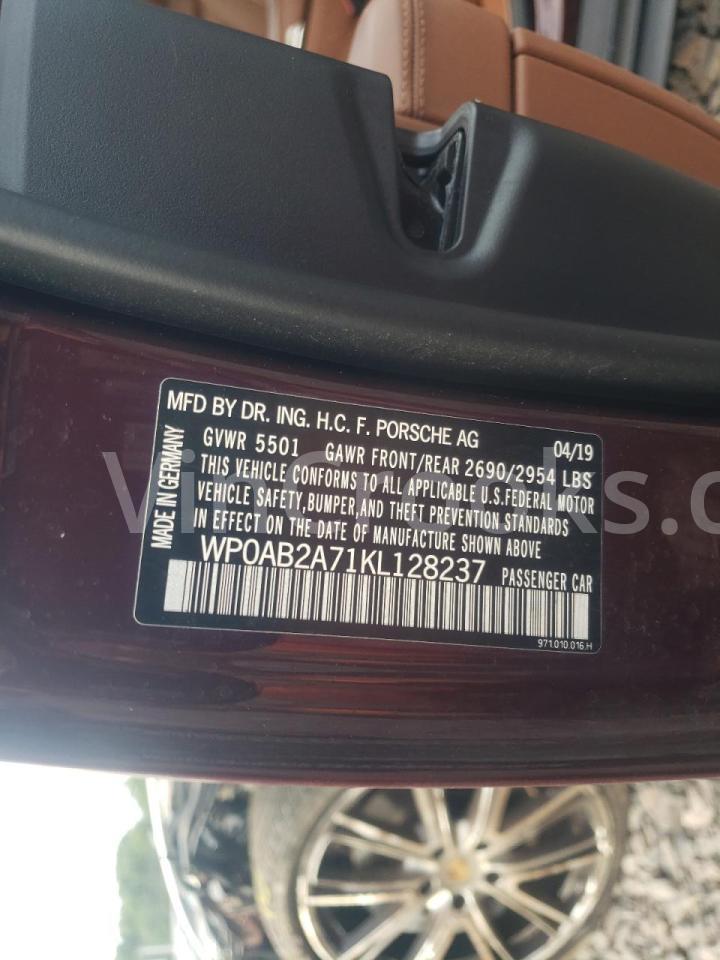 MFD BY DR. ING. H.C. F. PORSCHE AG 04/19
GVWR 5501 GAWR FRONT/REAR 2690/2954 LBS
THIS VEHICLE CONFORMS TO ALL APPLICABLE U.S.FEDERAL MOTOR
VEHICLE SAFETY,BUMPER,AND THEFT PREVENTION STANDARDS
IN EFFECT ON THE DATE OF MANUFACTURE SHOWN ABOVE.
WP0AB2A71KL128237 PASSENGER CAR
971.010.016.H
MADE IN GERMANY
VinCrooks.c
VinCrooks.c